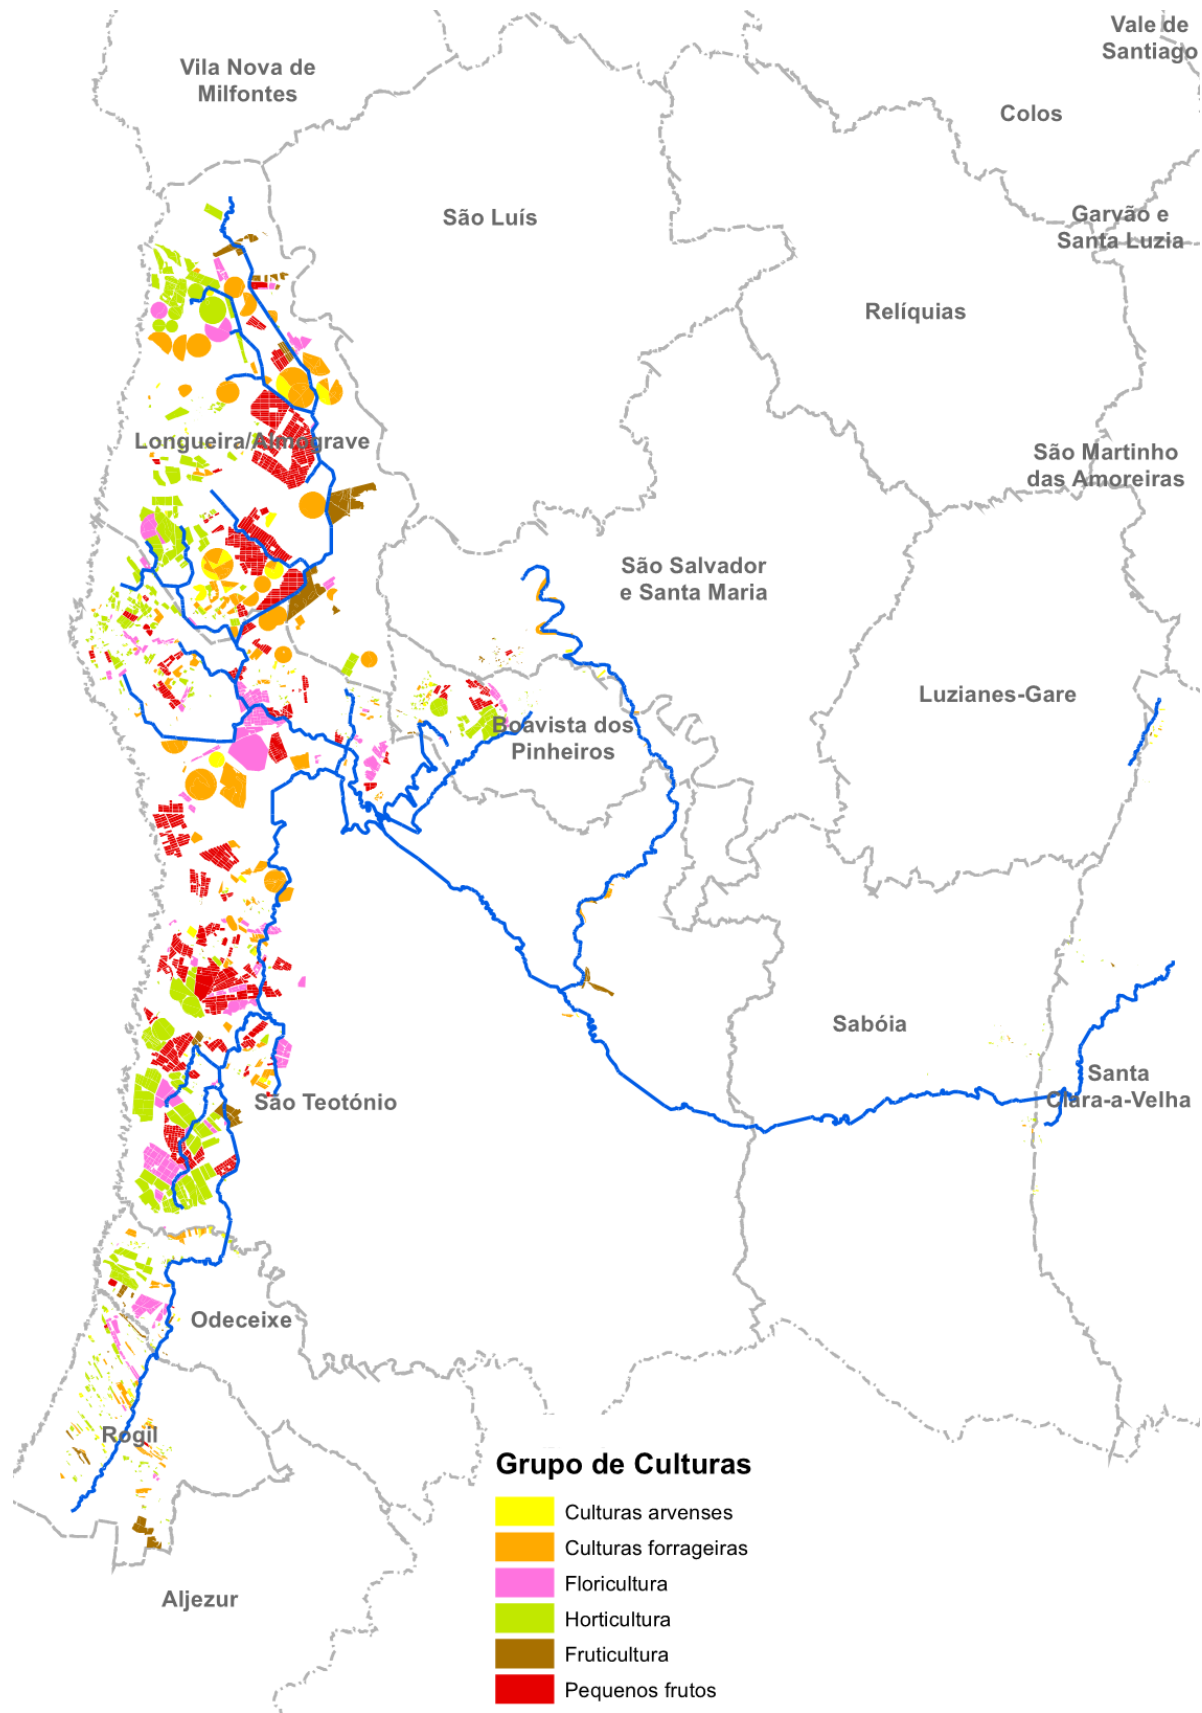 Vale de
Santiago
Vila Nova de
Milfontes
Colos
São Luís
Garvão e
Santa Luzia
Relíquias
Longueira/Almograve
São Martinho
das Amoreiras
São Salvador
e Santa Maria
Luzianes-Gare
Boavista dos
Pinheiros
Sabóia
Santa
Clara-a-Velha
São Teotónio
Odeceixe
Rogil
Aljezur
Grupo de Culturas
Culturas arvenses
Culturas forrageiras
Floricultura
Horticultura
Fruticultura
Pequenos frutos